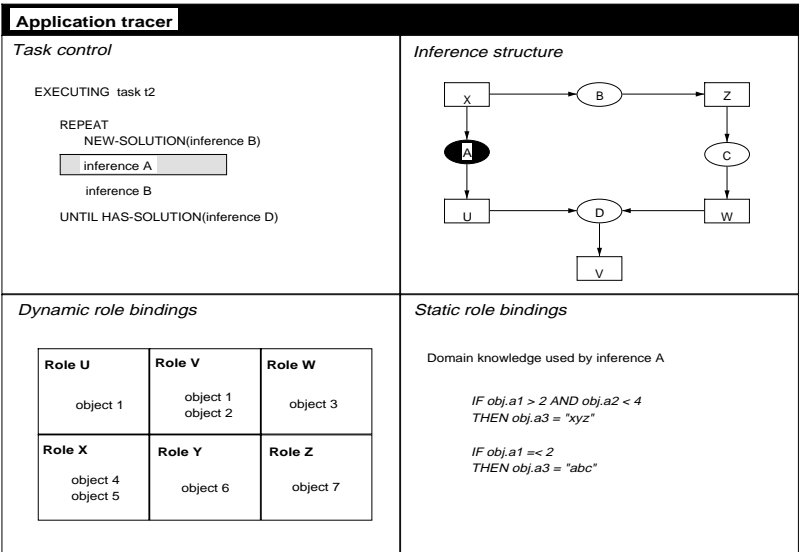 Application tracer
Task control
EXECUTING task t2
REPEAT
NEW-SOLUTION(inference B)
inference A
inference B
UNTIL HAS-SOLUTION(inference D)
Inference structure
X
B
Z
A
C
U
D
W
V
Dynamic role bindings
Role U
object 1
Role V
object 1
object 2
Role W
object 3
Role X
object 4
object 5
Role Y
object 6
Role Z
object 7
Static role bindings
Domain knowledge used by inference A
IF obj.a1 > 2 AND obj.a2 < 4
THEN obj.a3 = "xyz"
IF obj.a1 =< 2
THEN obj.a3 = "abc"